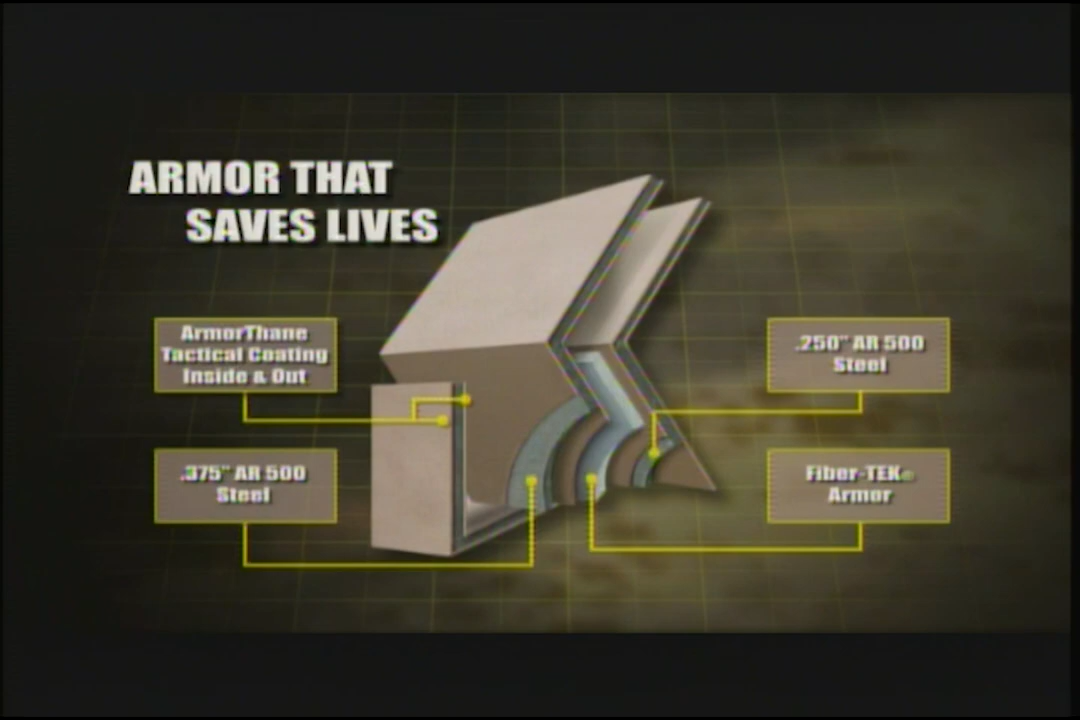 ARMOR THAT
SAVES LIVES
ArmorThane
Tactical Coating
Inside & Out
.250" AR 500
Steel
.375" AR 500
Steel
Fiber-TEK®
Armor